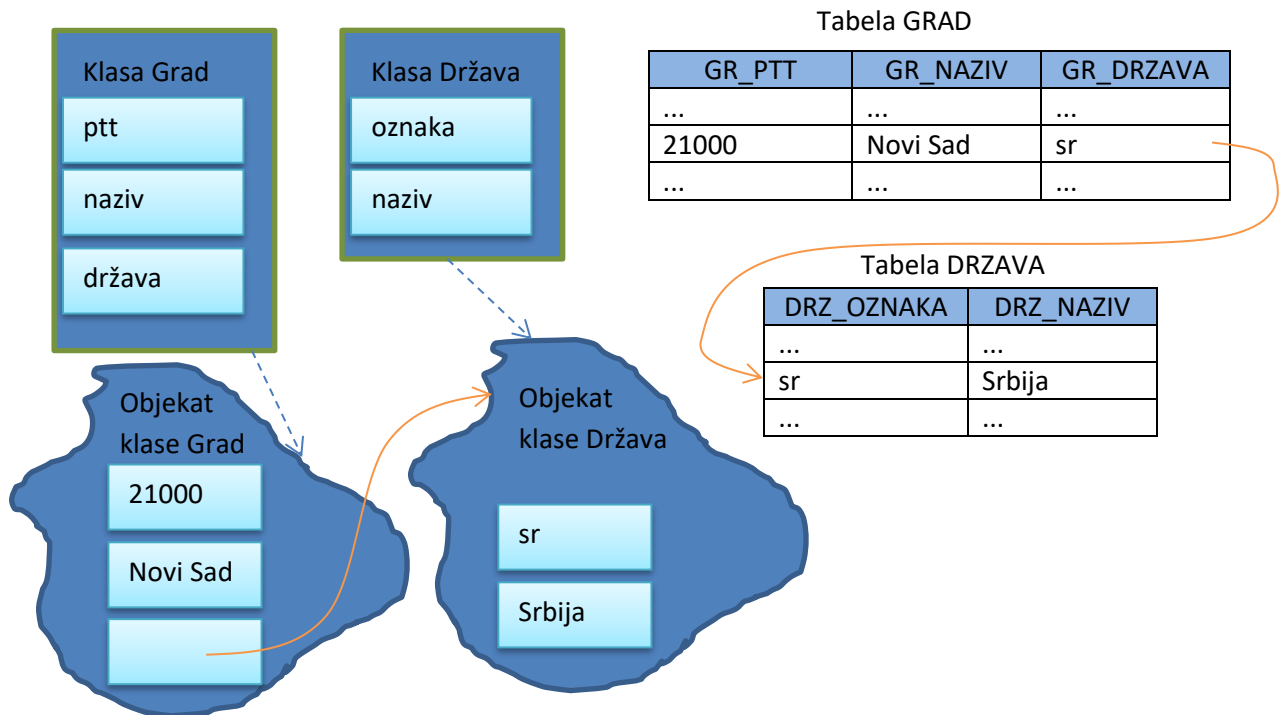 Klasa Grad
ptt
naziv
država
Klasa Država
oznaka
naziv
Tabela GRAD
GR_PTT GR_NAZIV GR_DRZAVA
... ... ...
21000 Novi Sad sr
... ... ...
Tabela DRZAVA
DRZ_OZNAKA DRZ_NAZIV
... ...
sr Srbija
... ...
Objekat
klase Grad
21000
Novi Sad
Objekat
klase Država
sr
Srbija